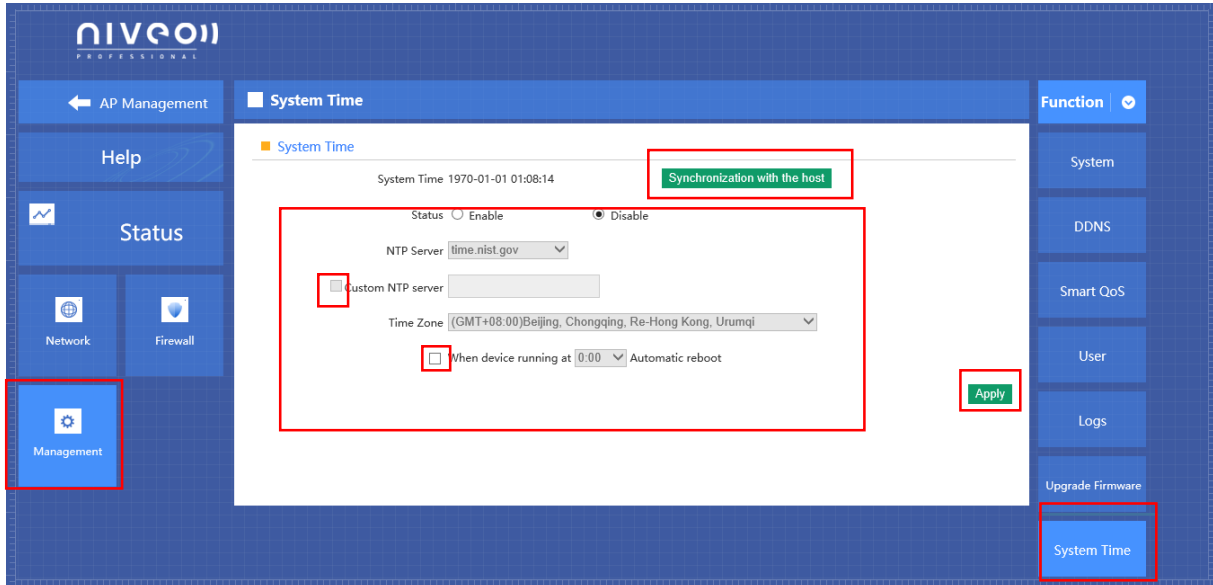 niveo
PROFESSIONAL
AP Management
Help
Status
Network
Firewall
Management
System Time
System Time
System Time 1970-01-01 01:08:14
Synchronization with the host
Status Enable Disable
NTP Server time.nist.gov
Custom NTP server
Time Zone (GMT+08:00)Beijing, Chongqing, Re-Hong Kong, Urumqi
When device running at 0:00 Automatic reboot
Apply
Function
System
DDNS
Smart QoS
User
Logs
Upgrade Firmware
System Time